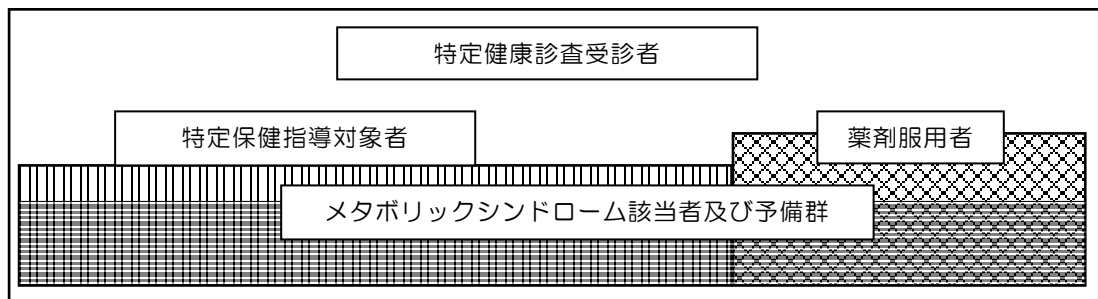 特定健康診査受診者
特定保健指導対象者
薬剤服用者
メタボリックシンドローム該当者及び予備群